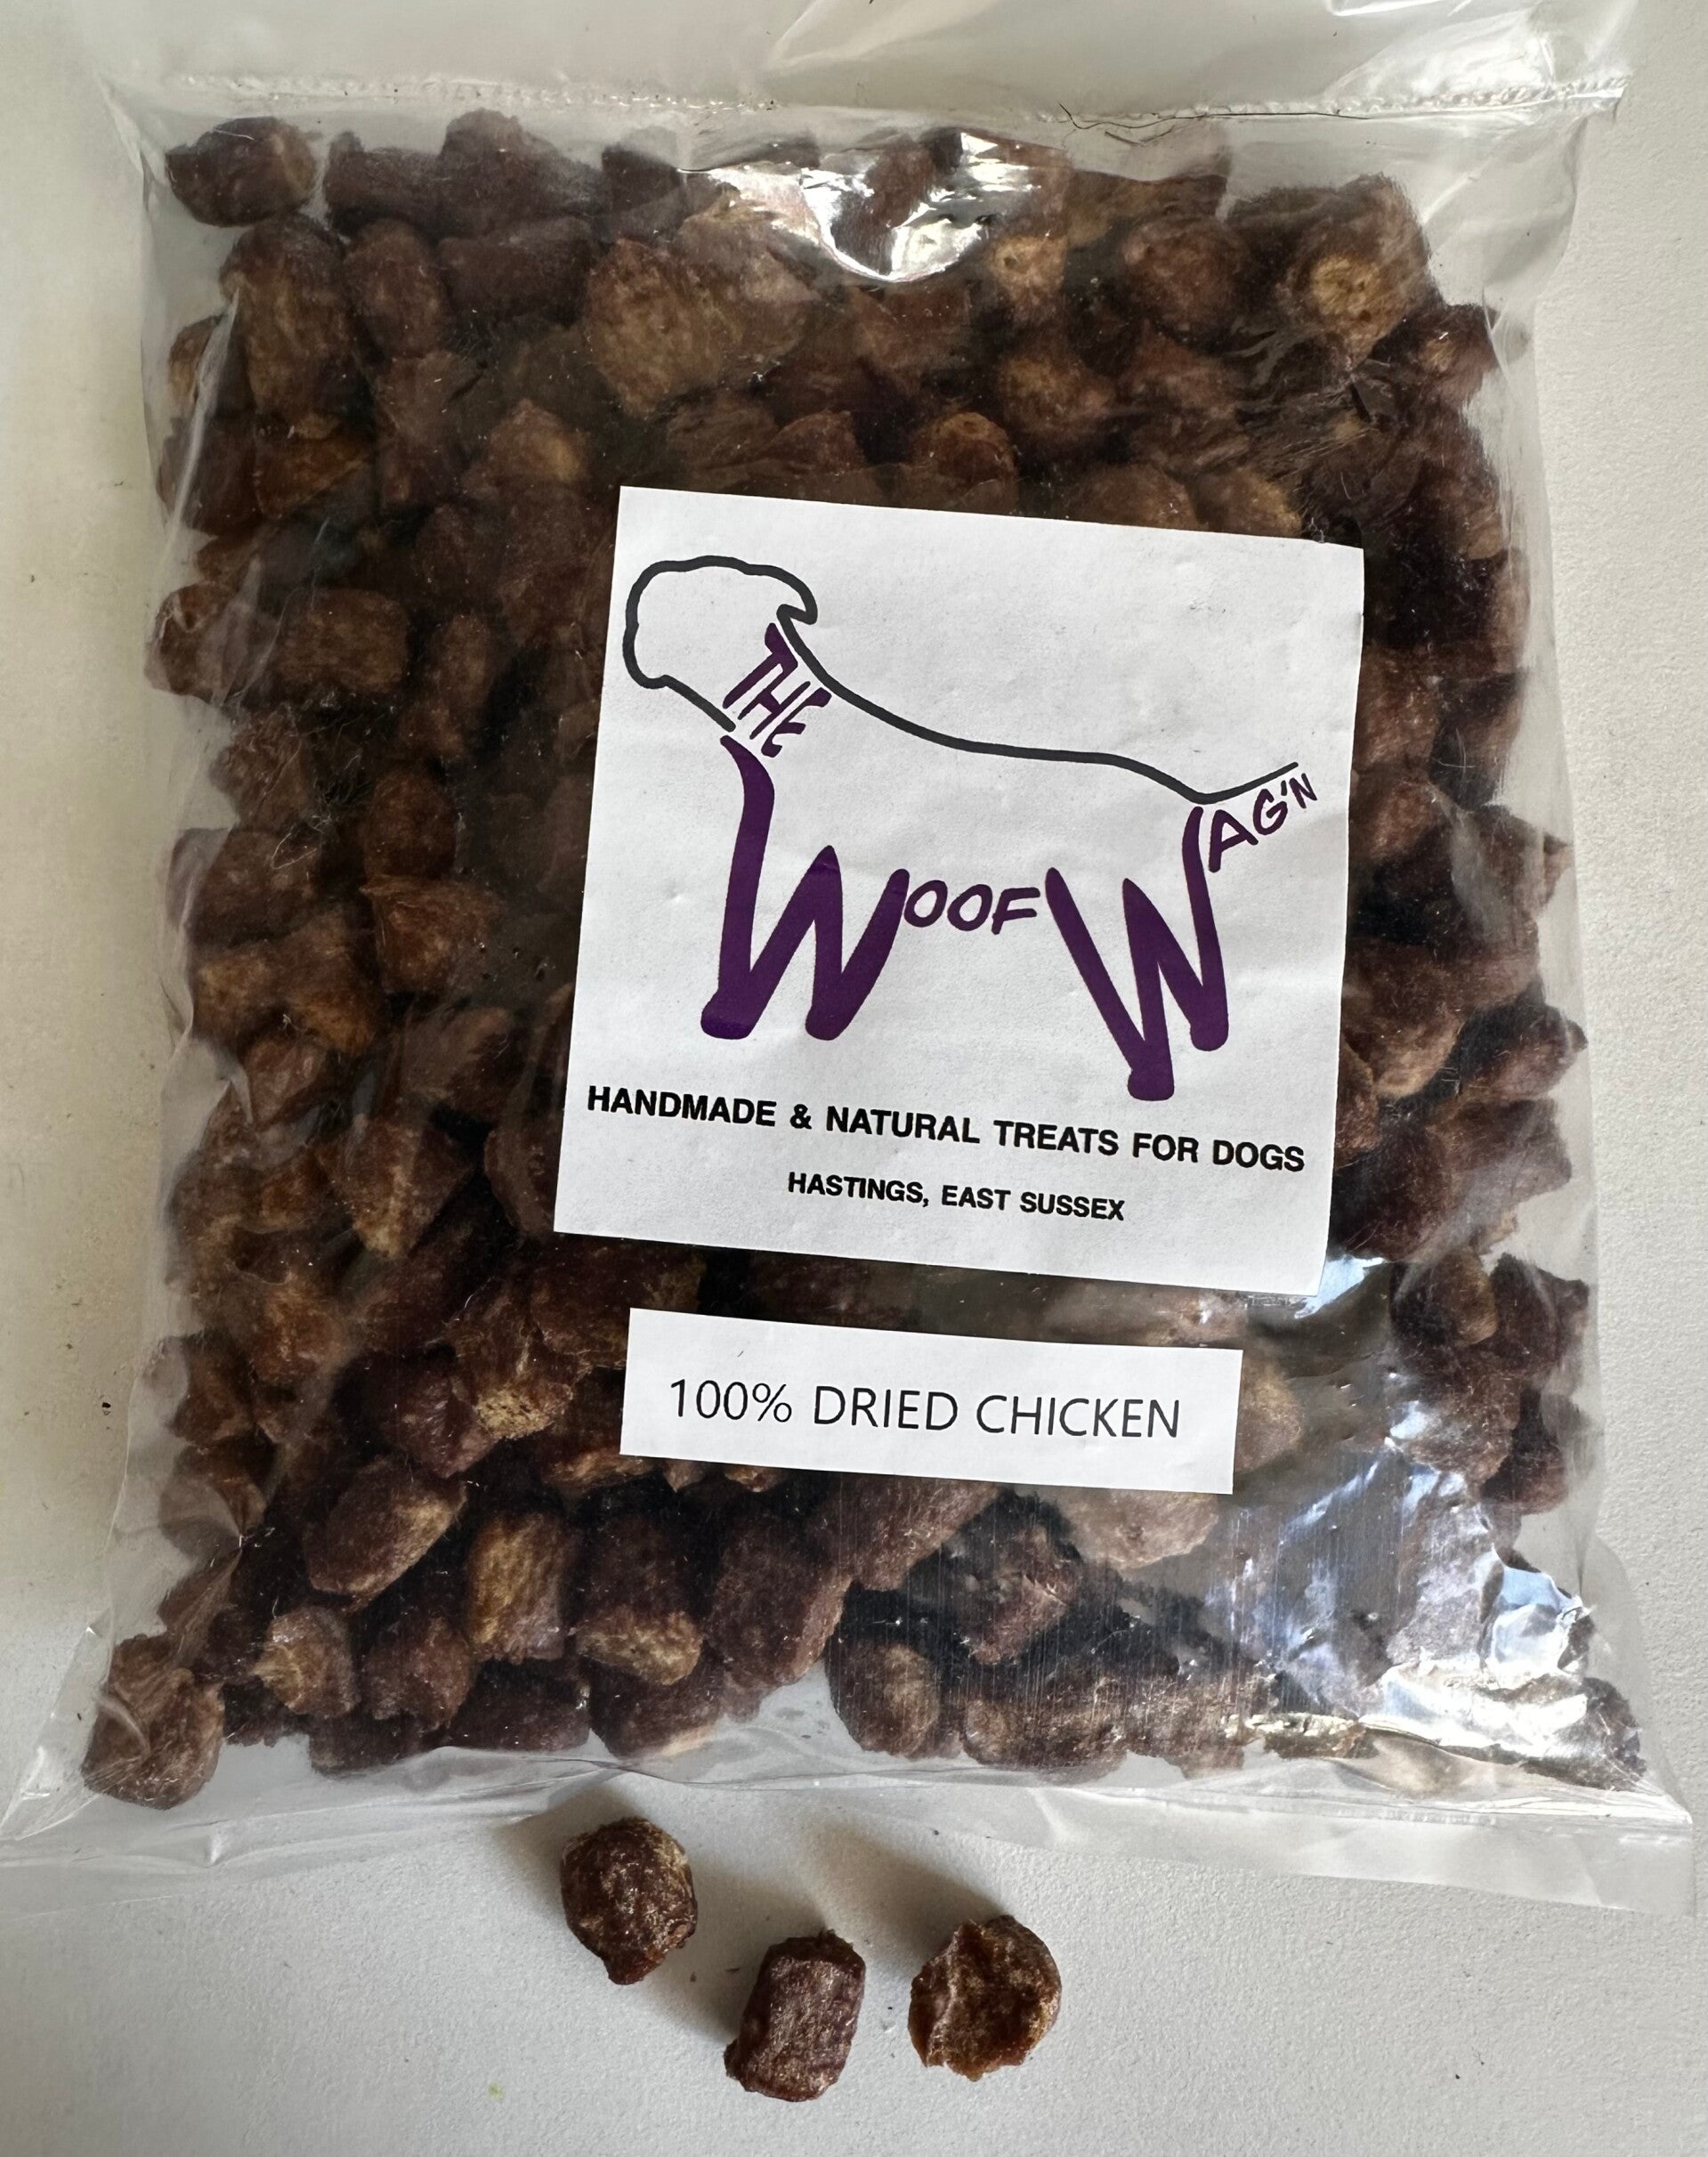 THE
WOOF WAG'N
HANDMADE & NATURAL TREATS FOR DOGS
HASTINGS, EAST SUSSEX
100% DRIED CHICKEN